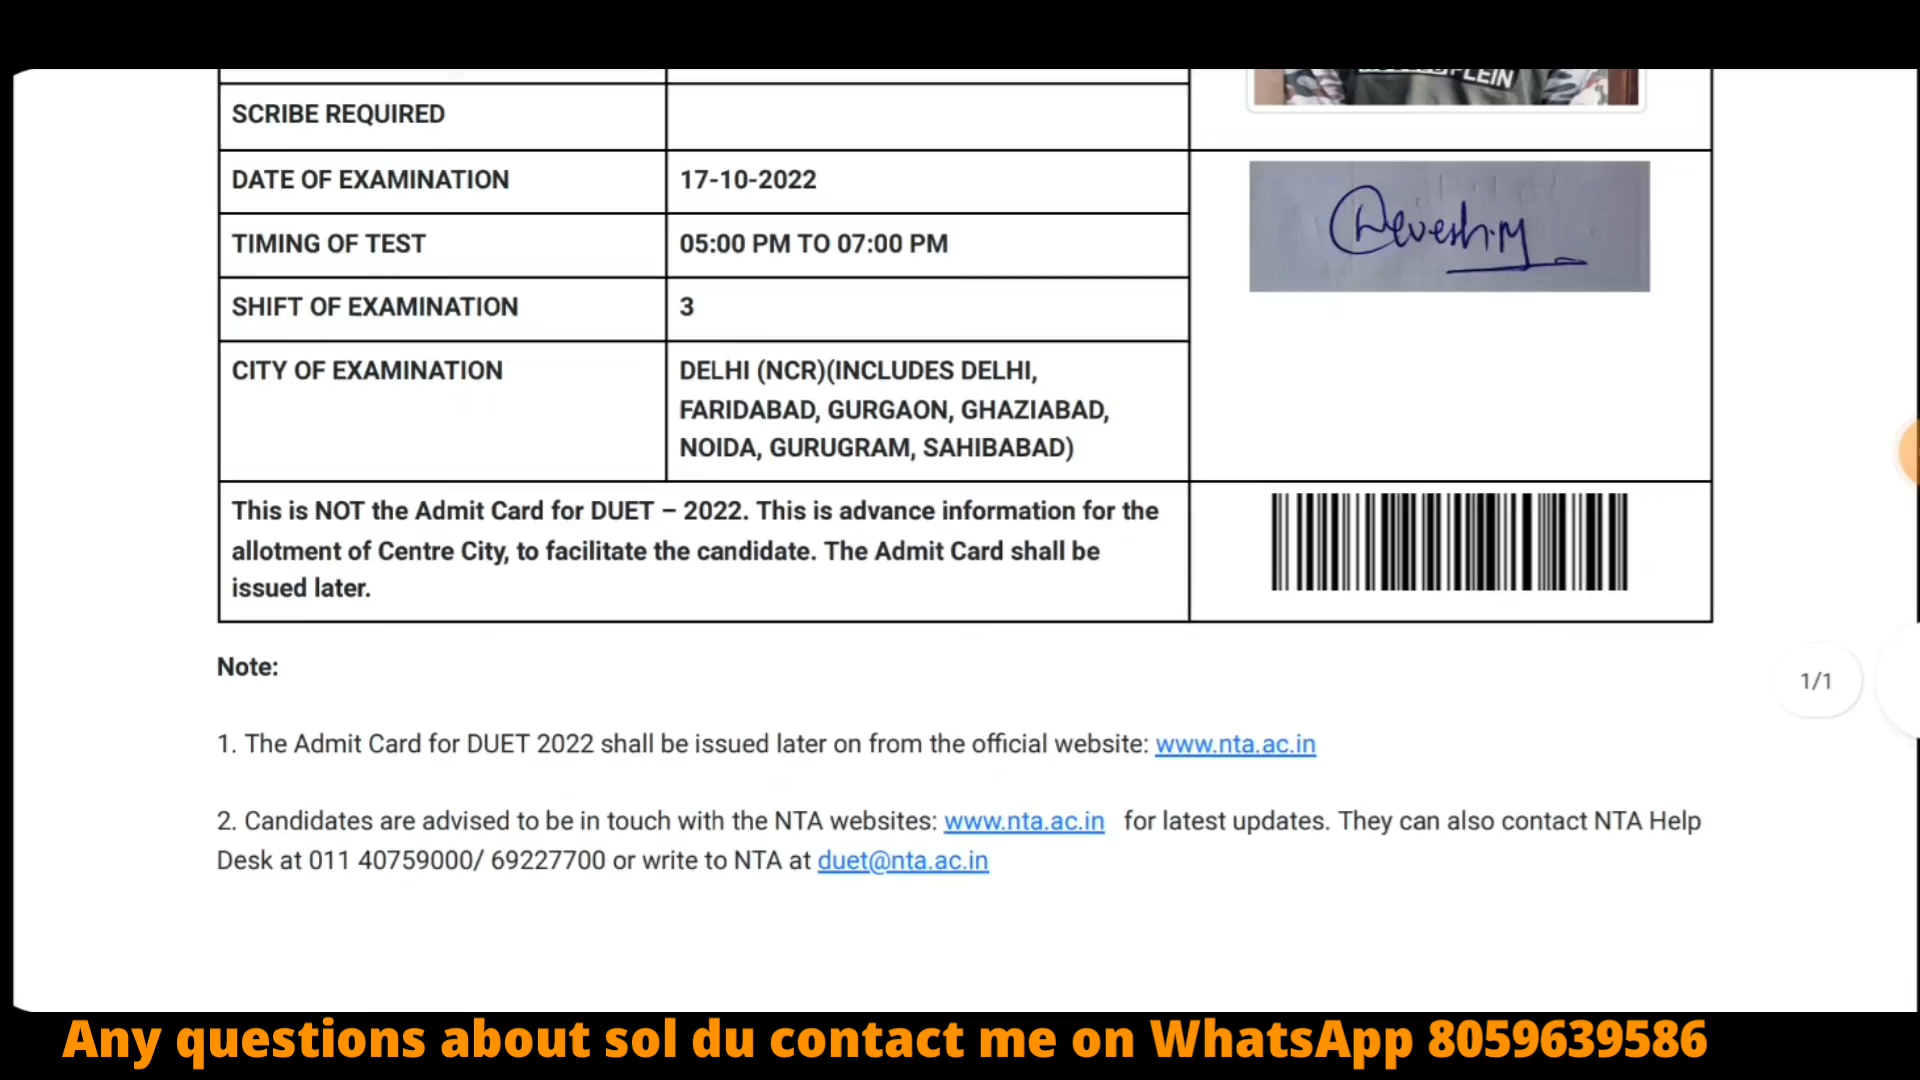 PLEIN
SCRIBE REQUIRED
DATE OF EXAMINATION
17-10-2022
TIMING OF TEST
05:00 PM TO 07:00 PM
SHIFT OF EXAMINATION
3
CITY OF EXAMINATION
DELHI (NCR)(INCLUDES DELHI,
FARIDABAD, GURGAON, GHAZIABAD,
NOIDA, GURUGRAM, SAHIBABAD)
Devesh.M
This is NOT the Admit Card for DUET – 2022. This is advance information for the
allotment of Centre City, to facilitate the candidate. The Admit Card shall be
issued later.
Note:
1/1
1. The Admit Card for DUET 2022 shall be issued later on from the official website: www.nta.ac.in
2. Candidates are advised to be in touch with the NTA websites: www.nta.ac.in for latest updates. They can also contact NTA Help
Desk at 011 40759000/ 69227700 or write to NTA at duet@nta.ac.in
Any questions about sol du contact me on WhatsApp 8059639586